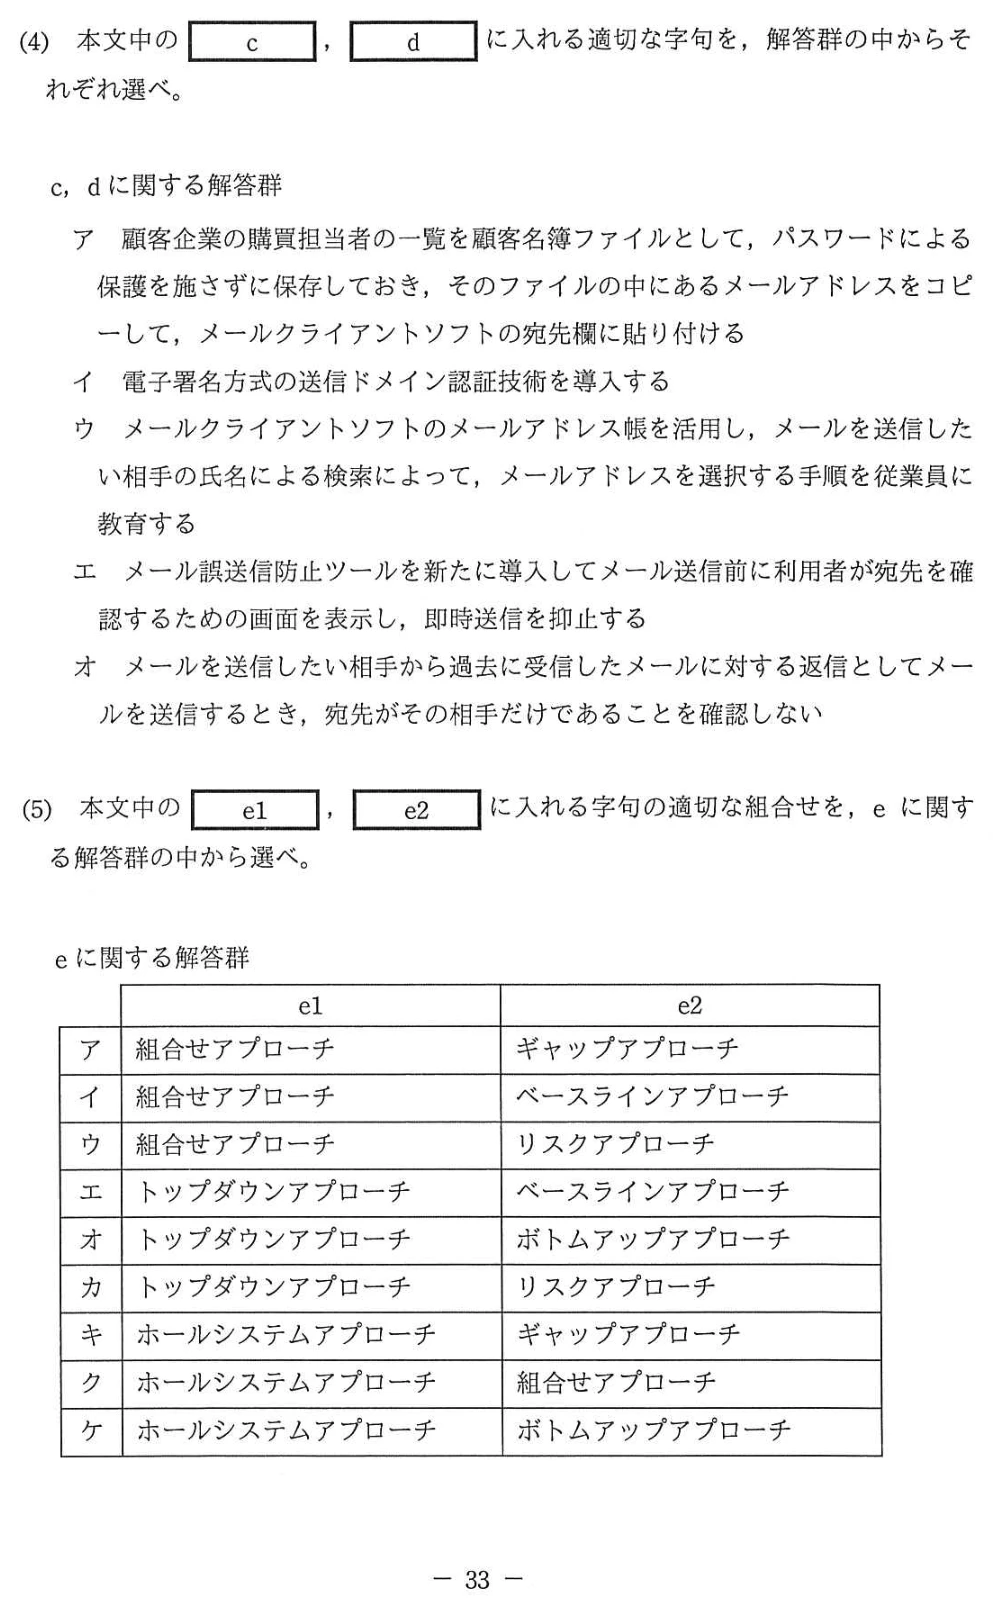 (4) 本文中の c ， d に入れる適切な字句を，解答群の中からそ
れぞれ選べ。
c，d に関する解答群
ア 顧客企業の購買担当者の一覧を顧客名簿ファイルとして，パスワードによる
保護を施さずに保存しておき，そのファイルの中にあるメールアドレスをコピ
ーして，メールクライアントソフトの宛先欄に貼り付ける
イ 電子署名方式の送信ドメイン認証技術を導入する
ウ メールクライアントソフトのメールアドレス帳を活用し，メールを送信した
い相手の氏名による検索によって，メールアドレスを選択する手順を従業員に
教育する
エ メール誤送信防止ツールを新たに導入してメール送信前に利用者が宛先を確
認するための画面を表示し，即時送信を抑止する
オ メールを送信したい相手から過去に受信したメールに対する返信としてメー
ルを送信するとき，宛先がその相手だけであることを確認しない
(5) 本文中の e1 ， e2 に入れる字句の適切な組合せを，e に関す
る解答群の中から選べ。
e に関する解答群
e1 e2
ア 組合せアプローチ ギャップアプローチ
イ 組合せアプローチ ベースラインアプローチ
ウ 組合せアプローチ リスクアプローチ
エ トップダウンアプローチ ベースラインアプローチ
オ トップダウンアプローチ ボトムアップアプローチ
カ トップダウンアプローチ リスクアプローチ
キ ホールシステムアプローチ ギャップアプローチ
ク ホールシステムアプローチ 組合せアプローチ
ケ ホールシステムアプローチ ボトムアップアプローチ
－ 33 －